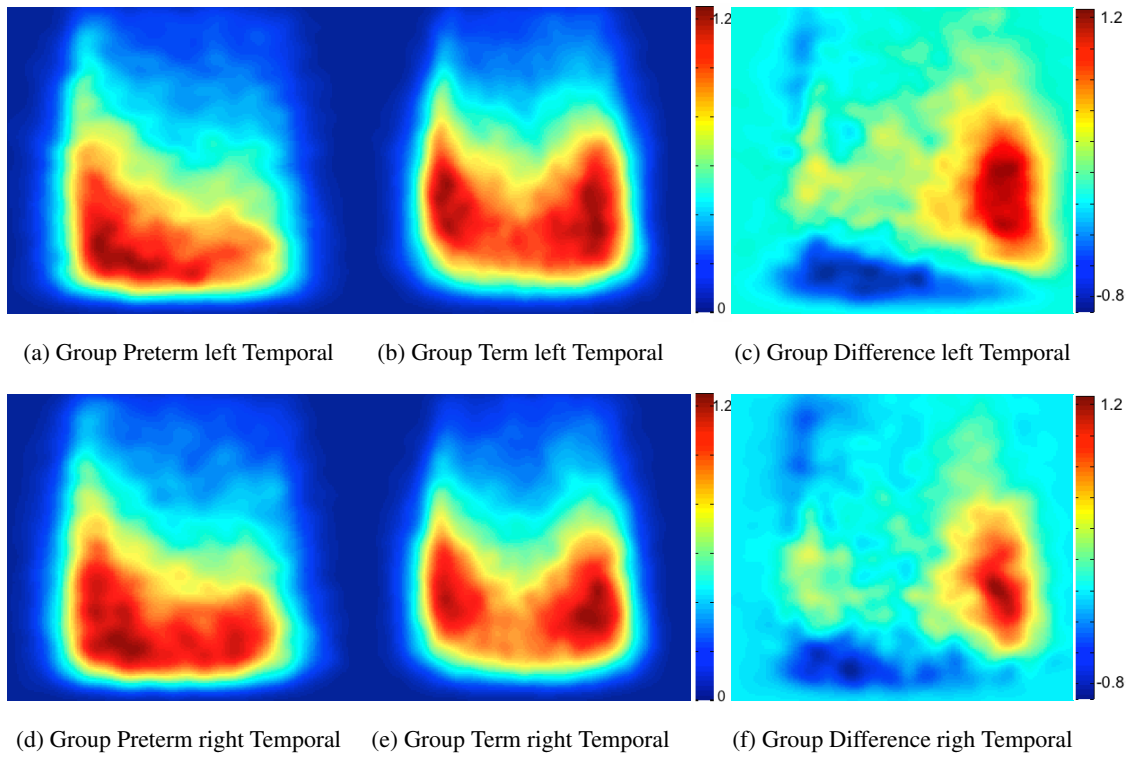 1.2
1.2
0
-0.8
(a) Group Preterm left Temporal
(b) Group Term left Temporal
(c) Group Difference left Temporal
1.2
1.2
0
-0.8
(d) Group Preterm right Temporal
(e) Group Term right Temporal
(f) Group Difference righ Temporal